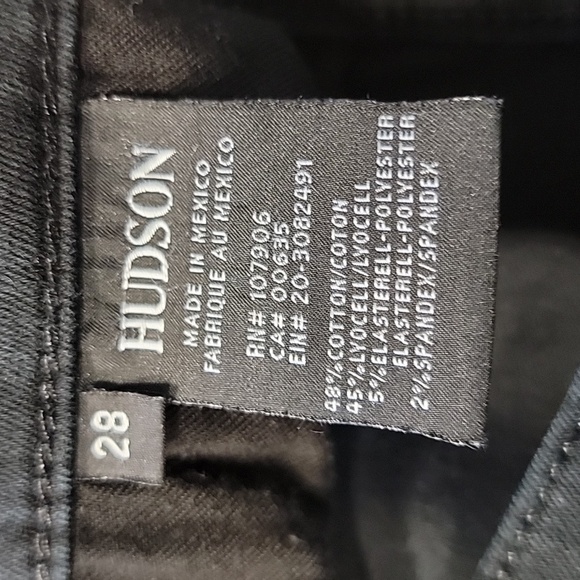 HUDSON
MADE IN MEXICO
FABRIQUE AU MEXICO
RN# 107906
CA# 00635
EIN# 20-3082491
48%COTTON/COTON
45%LYOCELL/LYOCELL
5%ELASTERELL-POLYESTER
ELASTERELL-POLYESTER
2%SPANDEX/SPANDEX
28